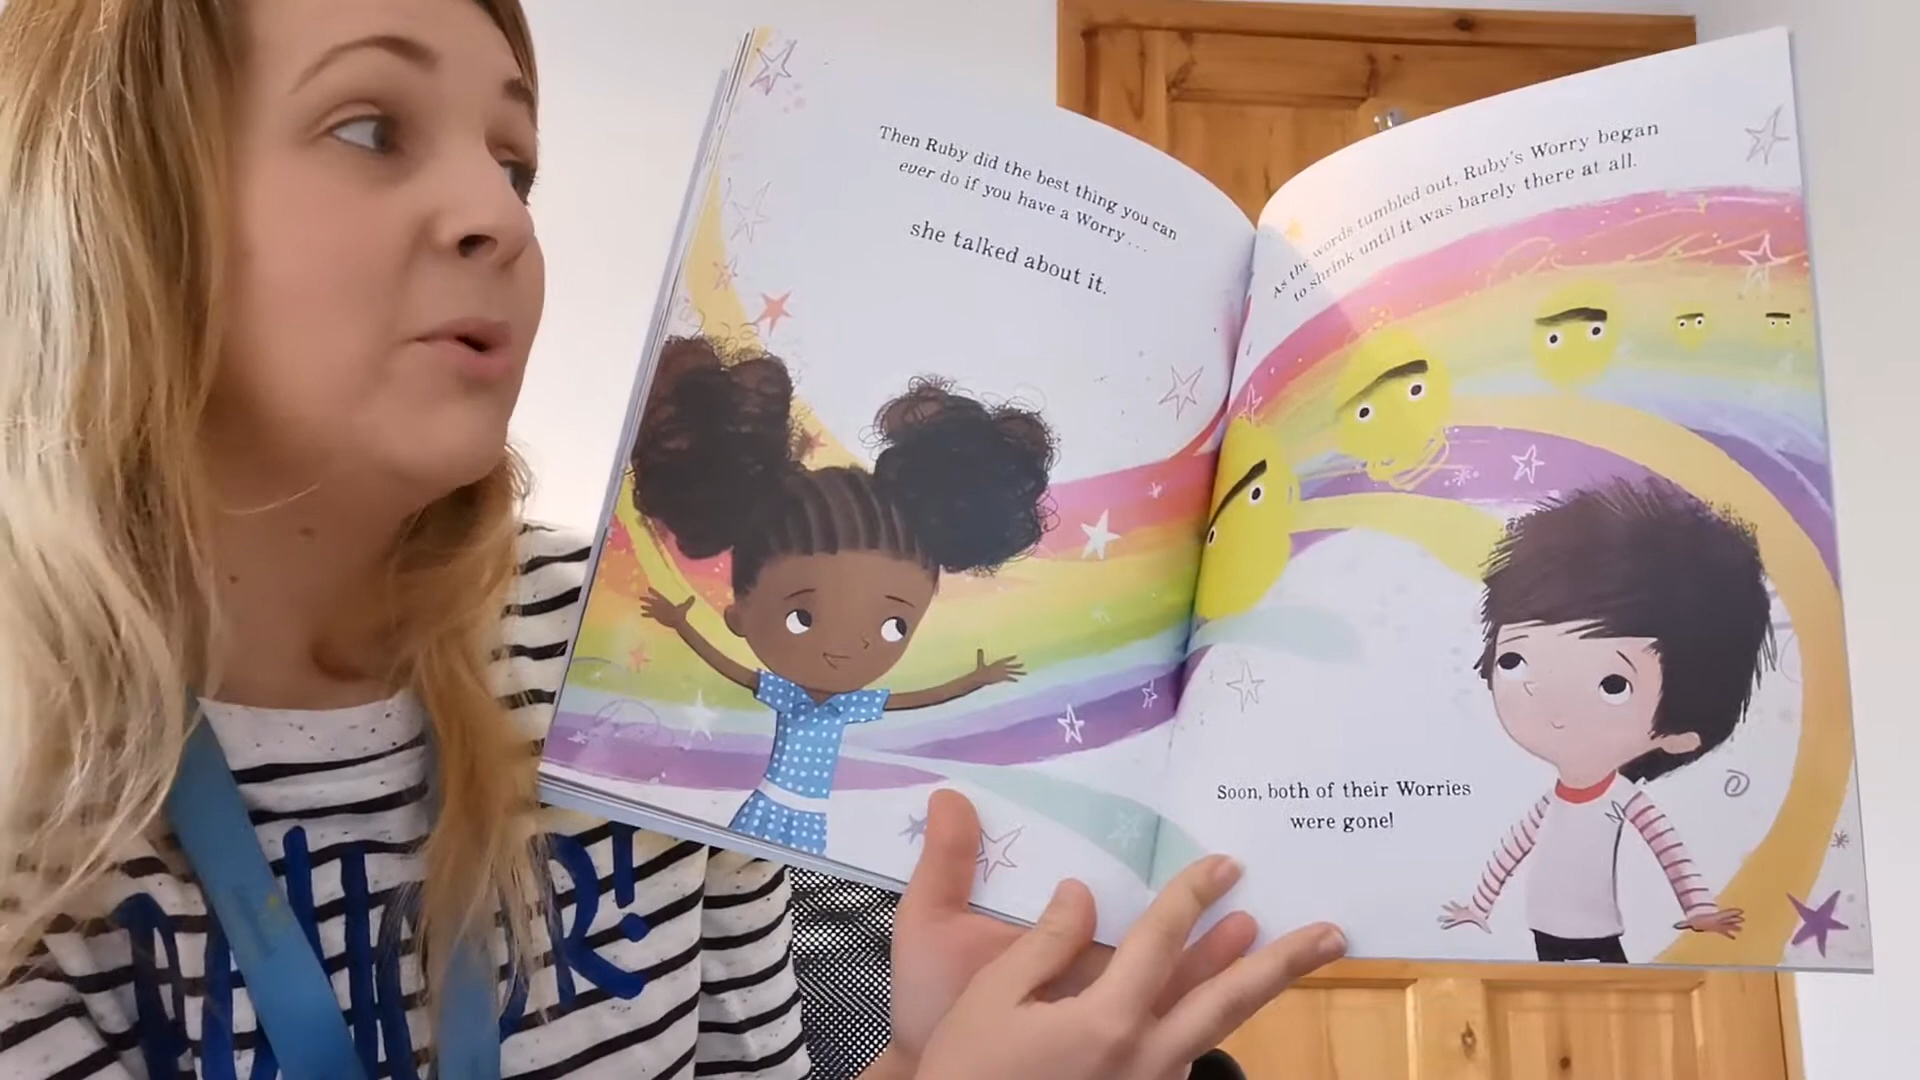 Then Ruby did the best thing you can
ever do if you have a Worry . . .
she talked about it.
As the words tumbled out, Ruby's Worry began
to shrink until it was barely there at all.
Soon, both of their Worries
were gone!